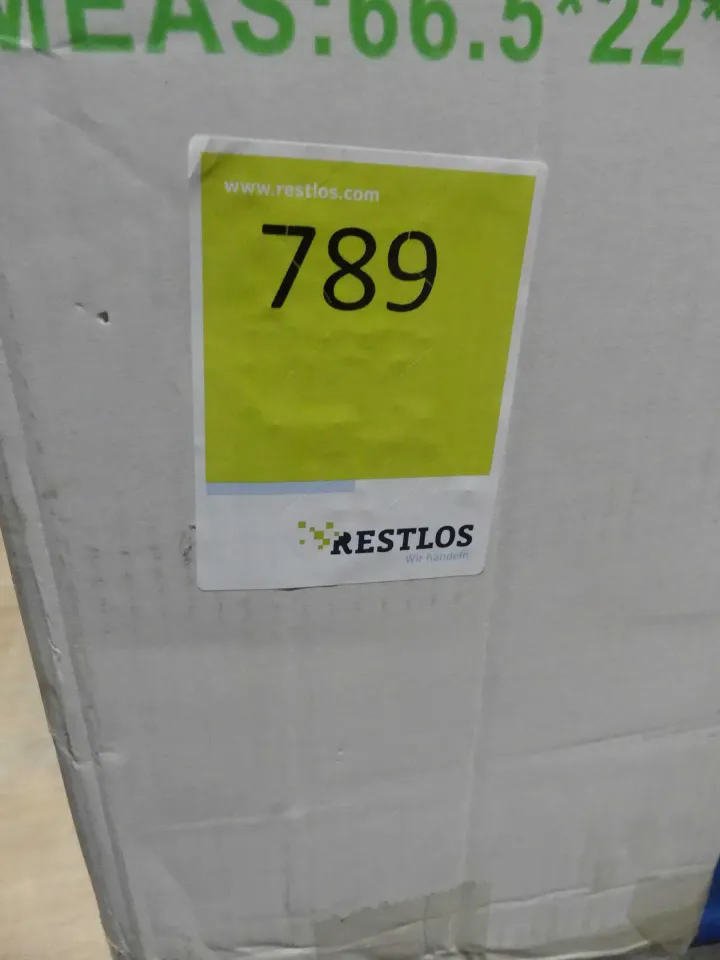 MEAS:66.5*22*
www.restlos.com
789
RESTLOS
Wir handeln